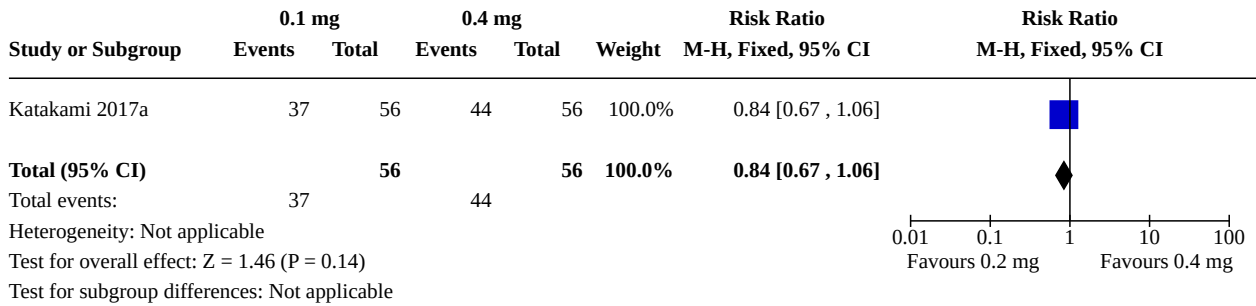 0.1 mg 0.4 mg Risk Ratio Risk Ratio
Study or Subgroup Events Total Events Total Weight M-H, Fixed, 95% CI M-H, Fixed, 95% CI
Katakami 2017a 37 56 44 56 100.0% 0.84 [0.67 , 1.06]
Total (95% CI) 56 56 100.0% 0.84 [0.67 , 1.06]
Total events: 37 44
Heterogeneity: Not applicable
0.01 0.1 1 10 100
Test for overall effect: Z = 1.46 (P = 0.14) Favours 0.2 mg Favours 0.4 mg
Test for subgroup differences: Not applicable